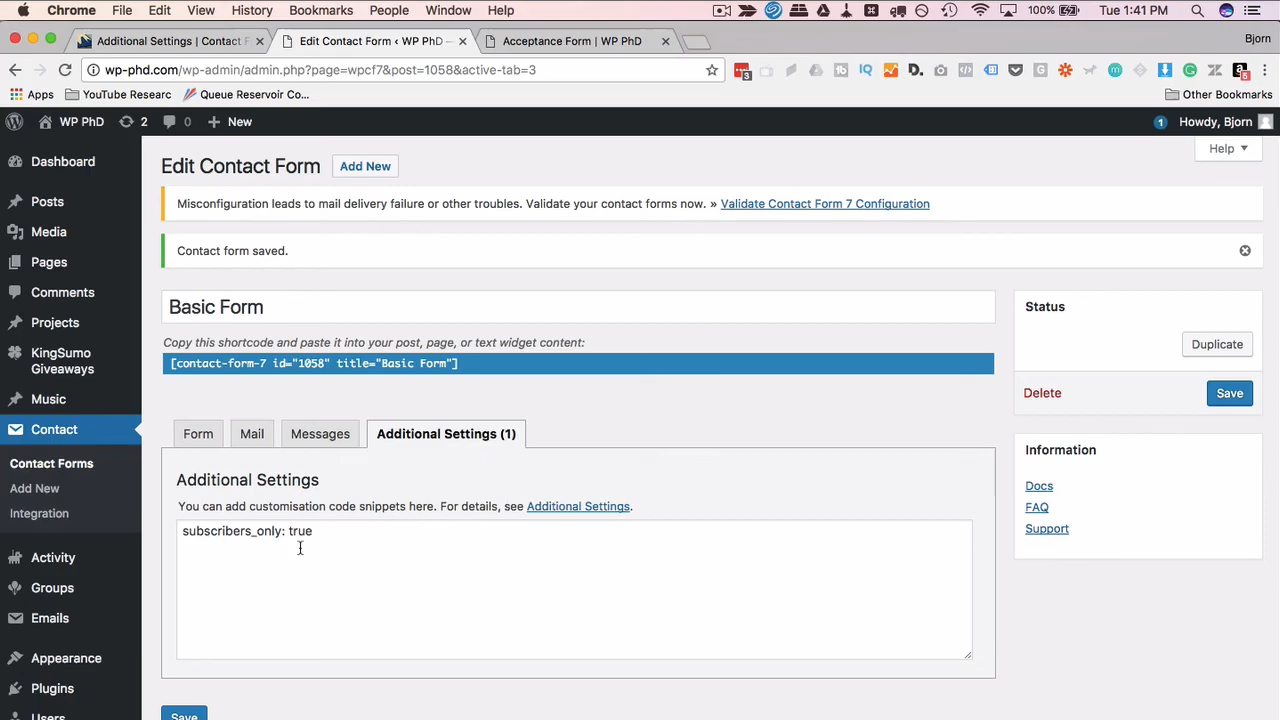 Chrome File Edit View History Bookmarks People Window Help 100% Tue 1:41 PM
Additional Settings | Contact F
Edit Contact Form ‹ WP PhD —
Acceptance Form | WP PhD
Bjorn
wp-phd.com/wp-admin/admin.php?page=wpcf7&post=1058&active-tab=3
Apps YouTube Researc Queue Reservoir Co... Other Bookmarks
WP PhD 2 0 New 1 Howdy, Bjorn
Dashboard
Posts
Media
Pages
Comments
Projects
KingSumo
Giveaways
Music
Contact
Contact Forms
Add New
Integration
Activity
Groups
Emails
Appearance
Plugins
Users
Help
Edit Contact Form Add New
Misconfiguration leads to mail delivery failure or other troubles. Validate your contact forms now. » Validate Contact Form 7 Configuration
Contact form saved.
Basic Form
Copy this shortcode and paste it into your post, page, or text widget content:
[contact-form-7 id="1058" title="Basic Form"]
Form Mail Messages Additional Settings (1)
Additional Settings
You can add customisation code snippets here. For details, see Additional Settings.
subscribers_only: true
Save
Status
Duplicate
Delete Save
Information
Docs
FAQ
Support